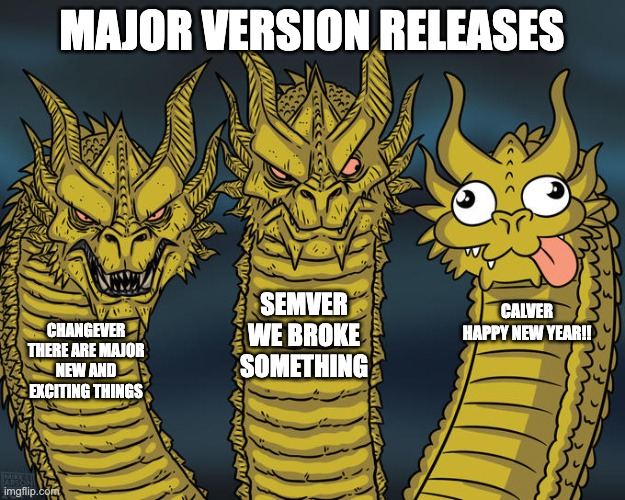 MAJOR VERSION RELEASES
CHANGEVER
THERE ARE MAJOR
NEW AND
EXCITING THINGS
SEMVER
WE BROKE
SOMETHING
CALVER
HAPPY NEW YEAR!!
imgflip.com